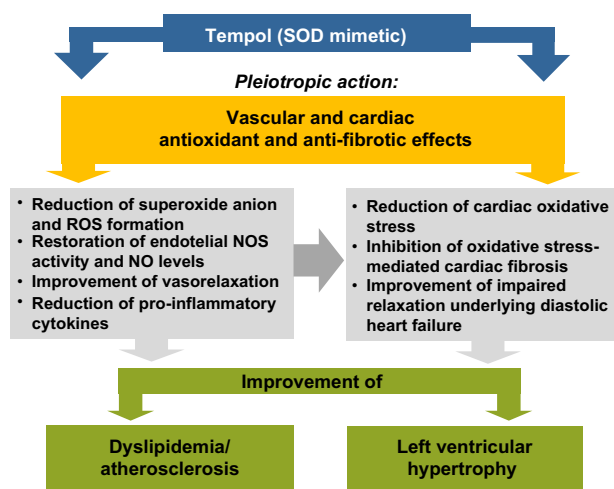 Tempol (SOD mimetic)
Pleiotropic action:
Vascular and cardiac
antioxidant and anti-fibrotic effects
• Reduction of superoxide anion
and ROS formation
• Restoration of endotelial NOS
activity and NO levels
• Improvement of vasorelaxation
• Reduction of pro-inflammatory
cytokines
• Reduction of cardiac oxidative
stress
• Inhibition of oxidative stress-
mediated cardiac fibrosis
• Improvement of impaired
relaxation underlying diastolic
heart failure
Improvement of
Dyslipidemia/
atherosclerosis
Left ventricular
hypertrophy